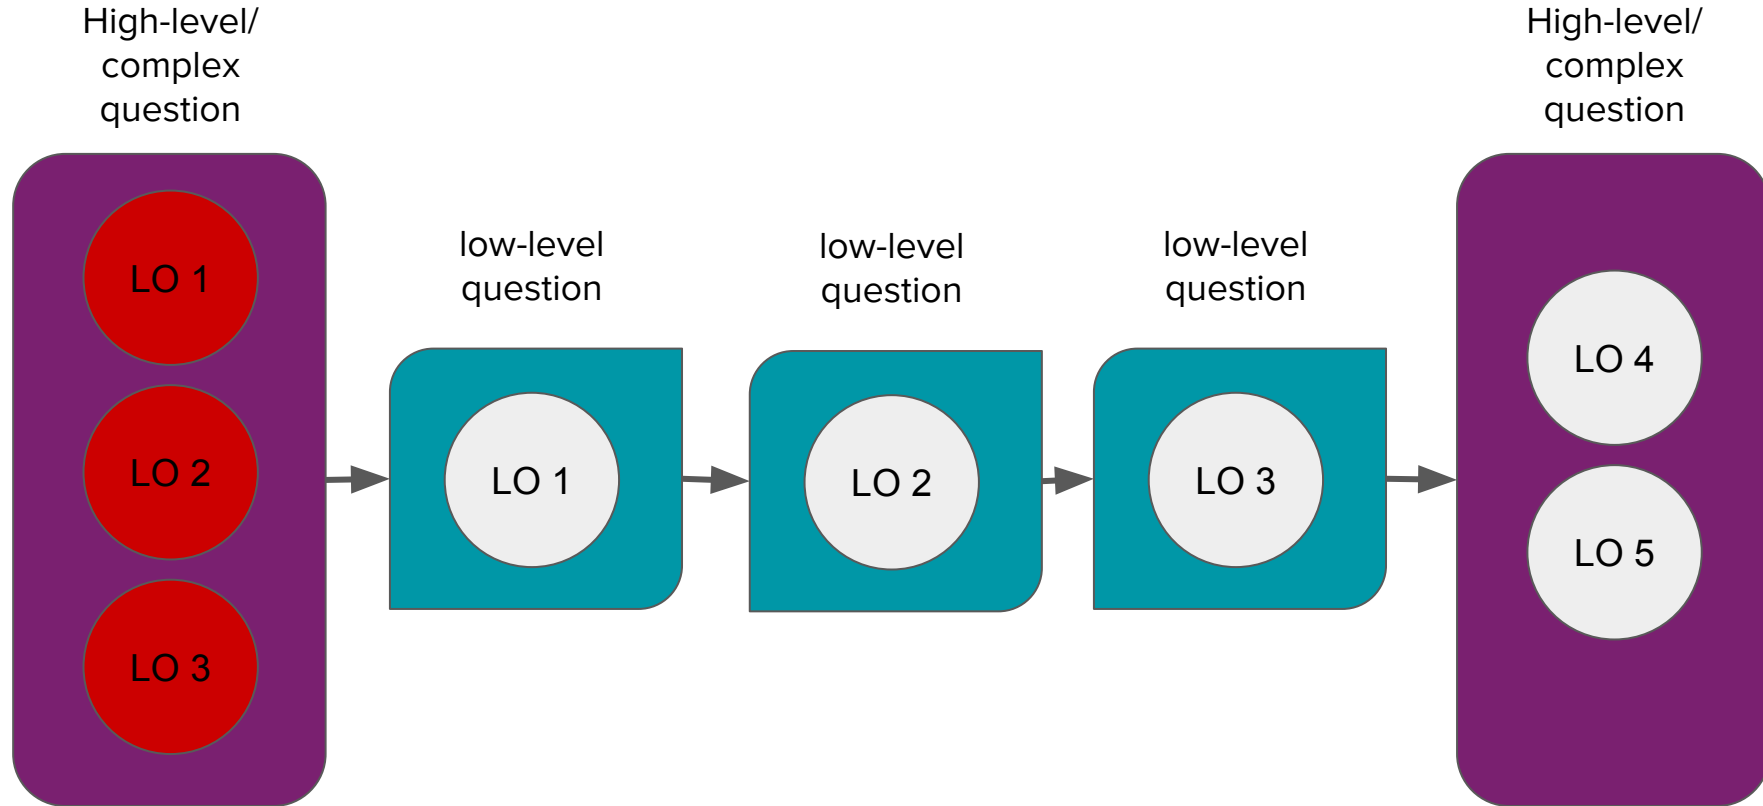 High-level/
complex
question
LO 1
LO 2
LO 3
low-level
question
LO 1
low-level
question
LO 2
low-level
question
LO 3
High-level/
complex
question
LO 4
LO 5